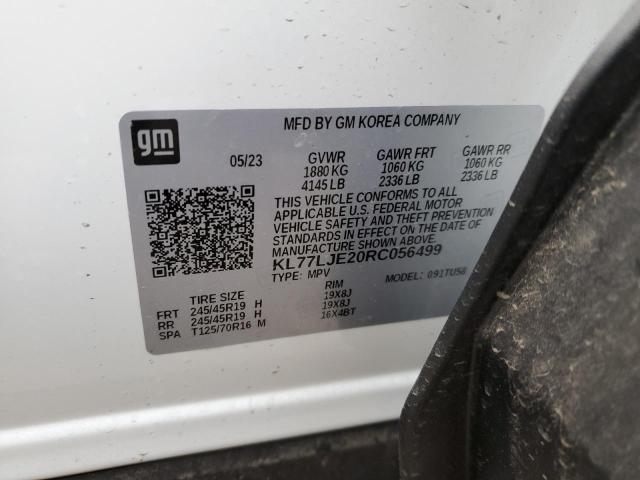 gm
MFD BY GM KOREA COMPANY
05/23 GVWR GAWR FRT GAWR RR
1880 KG 1060 KG 1060 KG
4145 LB 2336 LB 2336 LB
THIS VEHICLE CONFORMS TO ALL
APPLICABLE U.S. FEDERAL MOTOR
VEHICLE SAFETY AND THEFT PREVENTION
STANDARDS IN EFFECT ON THE DATE OF
MANUFACTURE SHOWN ABOVE.
KL77LJE20RC056499
TYPE: MPV MODEL: 091TU58
TIRE SIZE RIM
FRT 245/45R19 H 19X8J
RR 245/45R19 H 19X8J
SPA T125/70R16 M 16X4BT